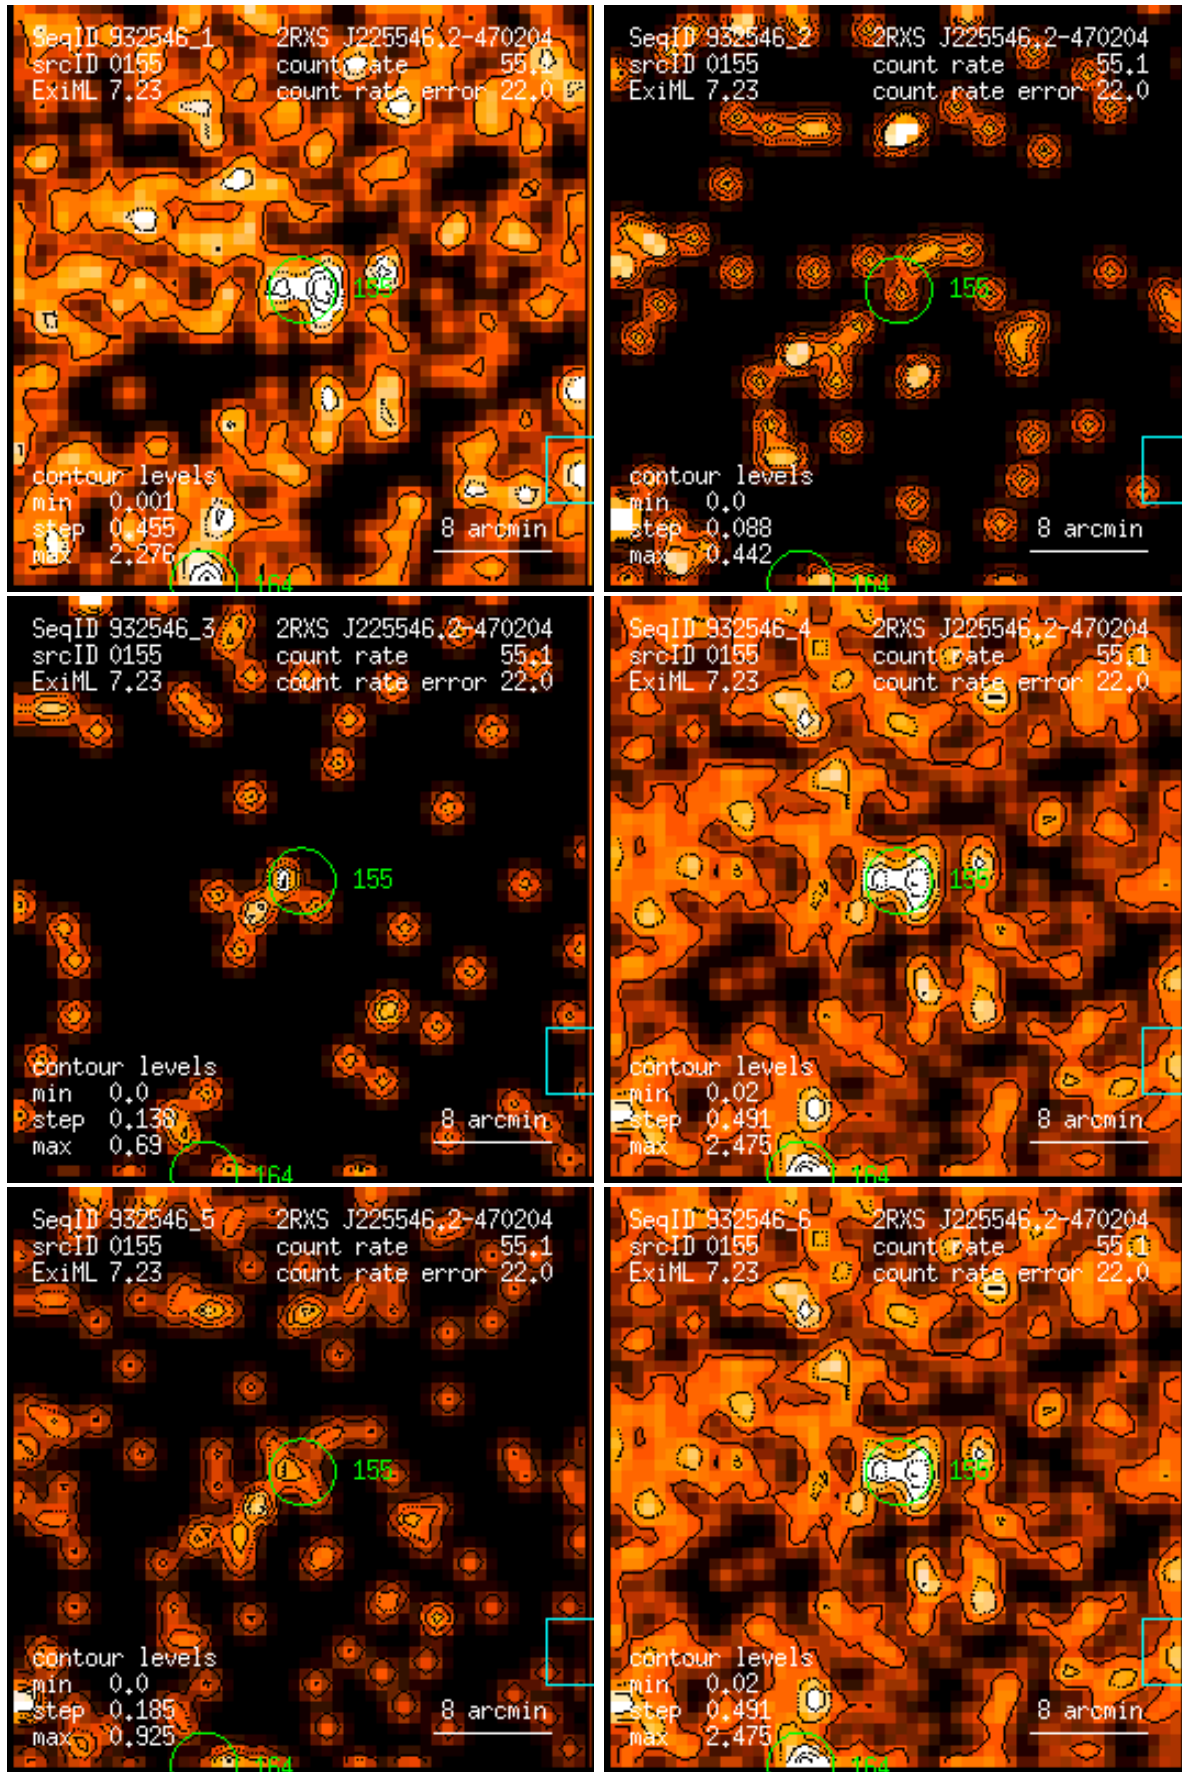 SeqID 932546_1 2RXS J225546.2-470204
srcID 0155 count rate 55.1
ExiML 7.23 count rate error 22.0
155
contour levels
min 0.001
step 0.455
max 2.276
8 arcmin
164
SeqID 932546_2 2RXS J225546.2-470204
srcID 0155 count rate 55.1
ExiML 7.23 count rate error 22.0
155
contour levels
min 0.0
step 0.088
max 0.442
8 arcmin
164
SeqID 932546_3 2RXS J225546.2-470204
srcID 0155 count rate 55.1
ExiML 7.23 count rate error 22.0
155
contour levels
min 0.0
step 0.138
max 0.69
8 arcmin
164
SeqID 932546_4 2RXS J225546.2-470204
srcID 0155 count rate 55.1
ExiML 7.23 count rate error 22.0
155
contour levels
min 0.02
step 0.491
max 2.475
8 arcmin
164
SeqID 932546_5 2RXS J225546.2-470204
srcID 0155 count rate 55.1
ExiML 7.23 count rate error 22.0
155
contour levels
min 0.0
step 0.185
max 0.925
8 arcmin
164
SeqID 932546_6 2RXS J225546.2-470204
srcID 0155 count rate 55.1
ExiML 7.23 count rate error 22.0
155
contour levels
min 0.02
step 0.491
max 2.475
8 arcmin
164